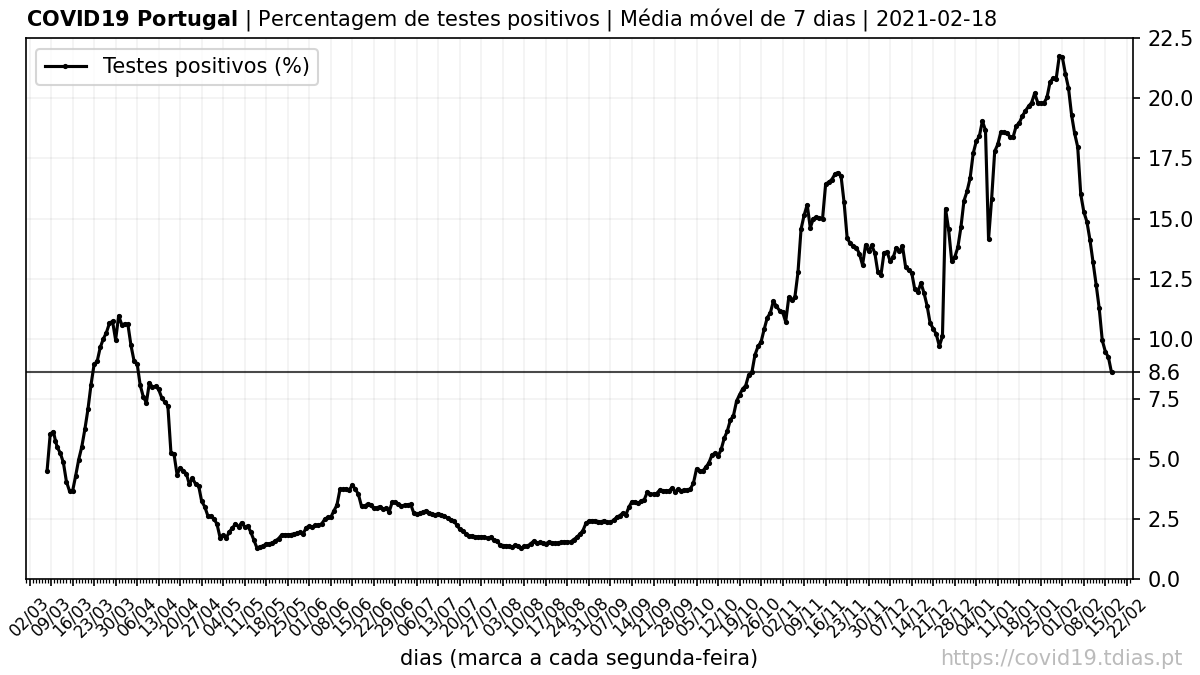 COVID19 Portugal | Percentagem de testes positivos | Média móvel de 7 dias | 2021-02-18
Testes positivos (%)
22.5
20.0
17.5
15.0
12.5
10.0
8.6
7.5
5.0
2.5
0.0
02/03 09/03 16/03 23/03 30/03 06/04 13/04 20/04 27/04 04/05 11/05 18/05 25/05 01/06 08/06 15/06 22/06 29/06 06/07 13/07 20/07 27/07 03/08 10/08 17/08 24/08 31/08 07/09 14/09 21/09 28/09 05/10 12/10 19/10 26/10 02/11 09/11 16/11 23/11 30/11 07/12 14/12 21/12 28/12 04/01 11/01 18/01 25/01 01/02 08/02 15/02 22/02
dias (marca a cada segunda-feira)
https://covid19.tdias.pt